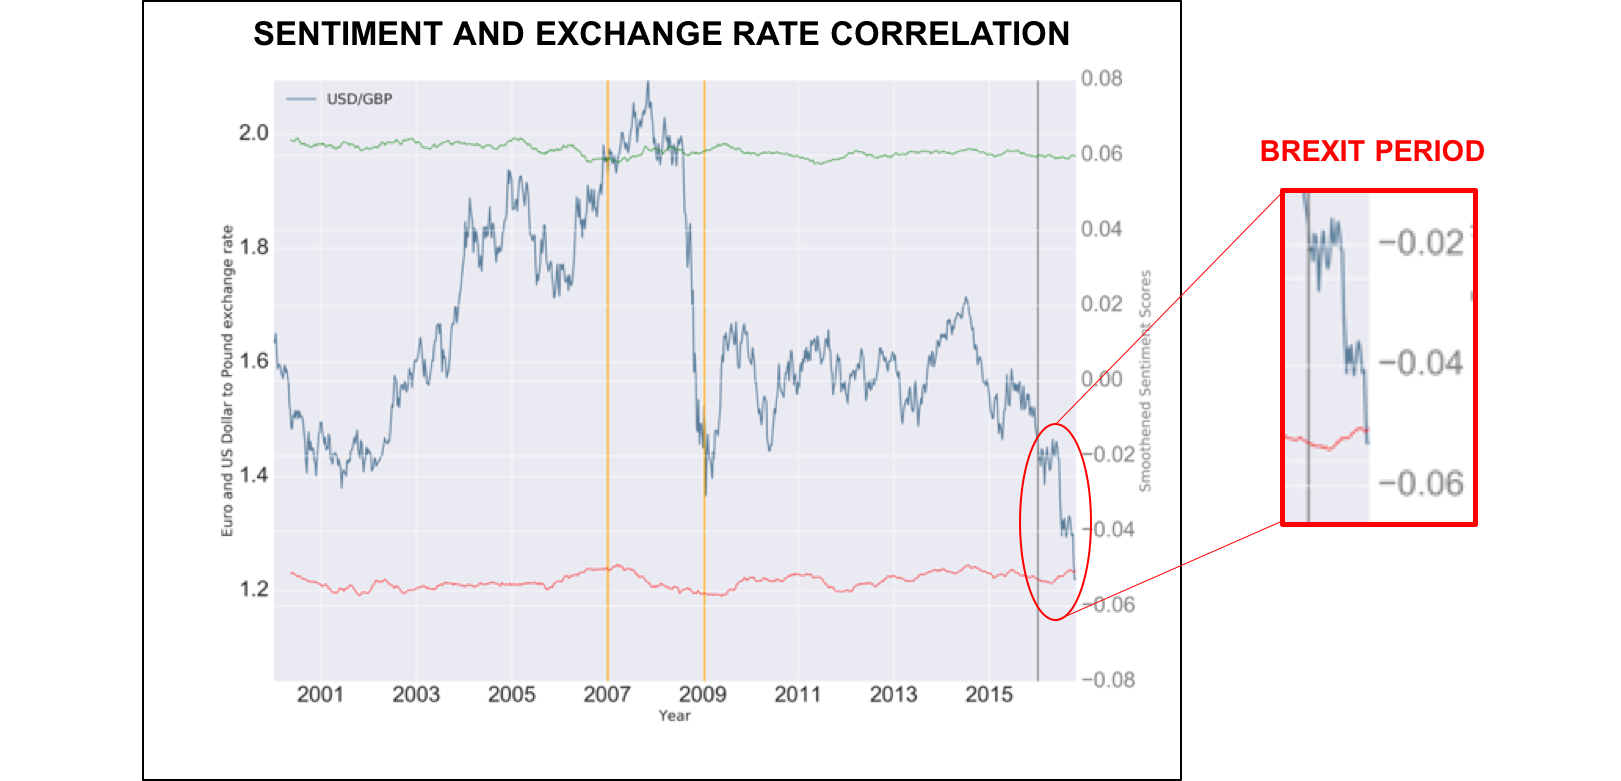 SENTIMENT AND EXCHANGE RATE CORRELATION
USD/GBP
Euro and US Dollar to Pound exchange rate
2.0
1.8
1.6
1.4
1.2
0.08
0.06
0.04
0.02
0.00
−0.02
−0.04
−0.06
−0.08
Smoothened Sentiment Scores
2001 2003 2005 2007 2009 2011 2013 2015
Year
BREXIT PERIOD
−0.02
−0.04
−0.06